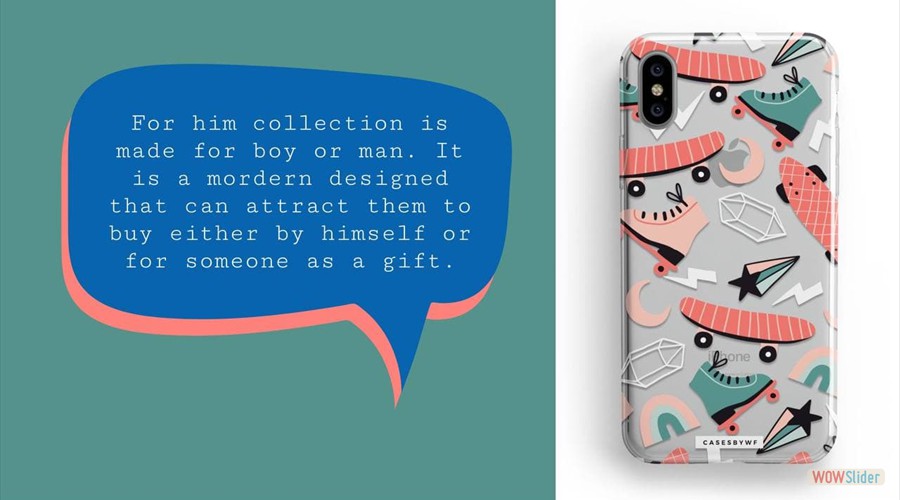 For him collection is
made for boy or man. It
is a mordern designed
that can attract them to
buy either by himself or
for someone as a gift.
iPhone
CASESBYWF
WOWSlider